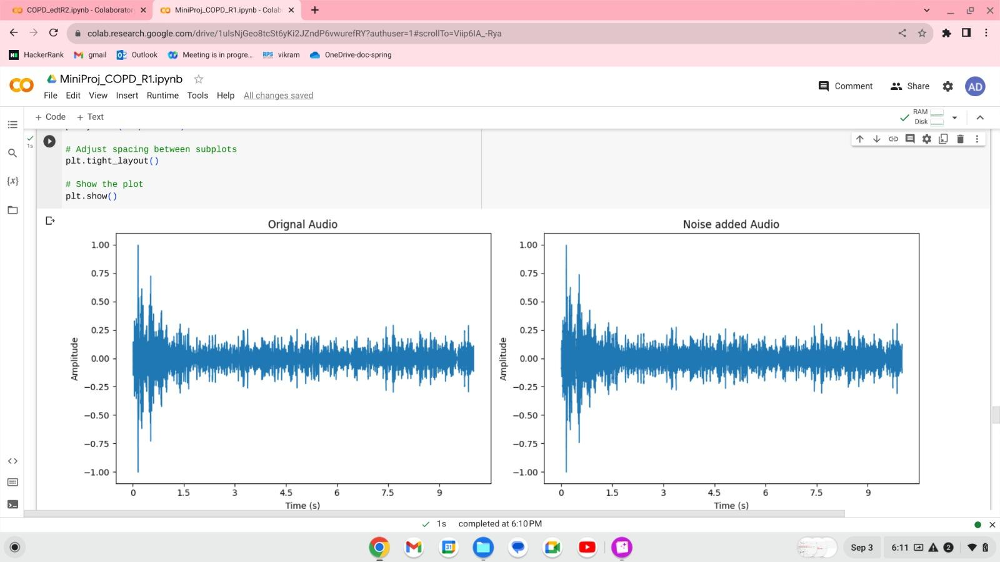 COPD_edtR2.ipynb - Colaborator
MiniProj_COPD_R1.ipynb - Colab
colab.research.google.com/drive/1ulsNjGeo8tcSt6yKi2JZndP6vwurefRY?authuser=1#scrollTo=Viip6IA_-Rya
HackerRank gmail Outlook Meeting is in progre... RPS vikram OneDrive-doc-spring
CO MiniProj_COPD_R1.ipynb
Comment Share AD
File Edit View Insert Runtime Tools Help All changes saved
+ Code + Text
RAM
Disk
1s
# Adjust spacing between subplots
plt.tight_layout()
# Show the plot
plt.show()
{x}
Orignal Audio
1.00
0.75
0.50
0.25
0.00
−0.25
−0.50
−0.75
−1.00
Amplitude
0 1.5 3 4.5 6 7.5 9
Time (s)
Noise added Audio
1.00
0.75
0.50
0.25
0.00
−0.25
−0.50
−0.75
−1.00
Amplitude
0 1.5 3 4.5 6 7.5 9
Time (s)
1s completed at 6:10 PM
31
Sep 3 6:11 2